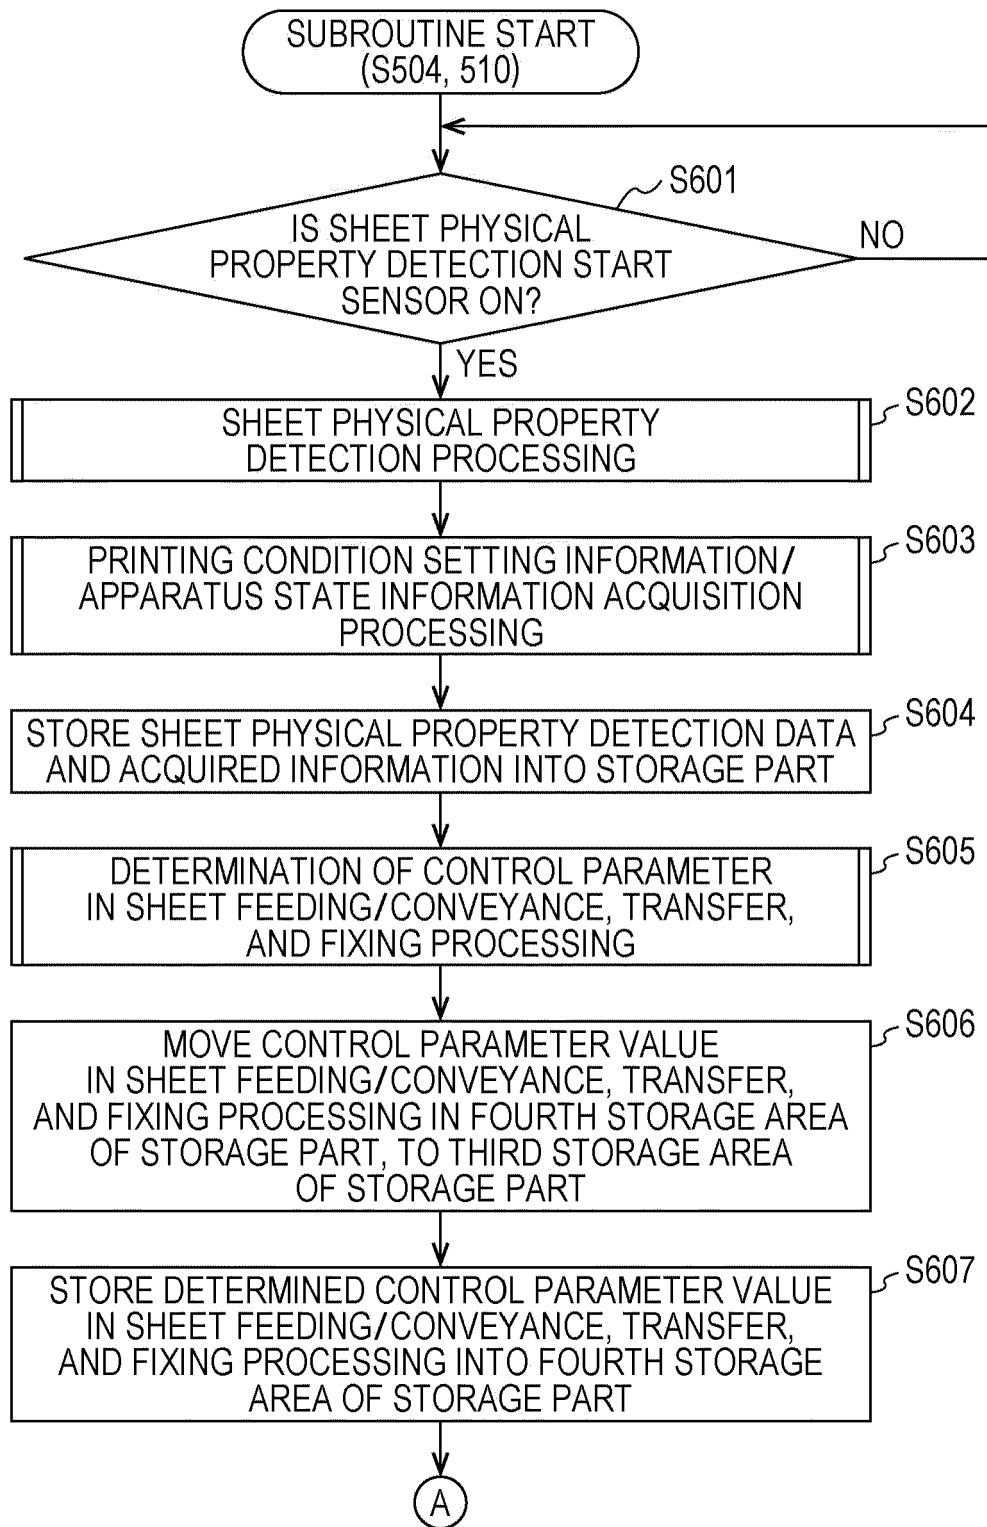 SUBROUTINE START
(S504, 510)
S601
IS SHEET PHYSICAL
PROPERTY DETECTION START
SENSOR ON?
NO
YES
S602
SHEET PHYSICAL PROPERTY
DETECTION PROCESSING
S603
PRINTING CONDITION SETTING INFORMATION/
APPARATUS STATE INFORMATION ACQUISITION
PROCESSING
S604
STORE SHEET PHYSICAL PROPERTY DETECTION DATA
AND ACQUIRED INFORMATION INTO STORAGE PART
S605
DETERMINATION OF CONTROL PARAMETER
IN SHEET FEEDING/CONVEYANCE, TRANSFER,
AND FIXING PROCESSING
S606
MOVE CONTROL PARAMETER VALUE
IN SHEET FEEDING/CONVEYANCE, TRANSFER,
AND FIXING PROCESSING IN FOURTH STORAGE AREA
OF STORAGE PART, TO THIRD STORAGE AREA
OF STORAGE PART
S607
STORE DETERMINED CONTROL PARAMETER VALUE
IN SHEET FEEDING/CONVEYANCE, TRANSFER,
AND FIXING PROCESSING INTO FOURTH STORAGE
AREA OF STORAGE PART
A